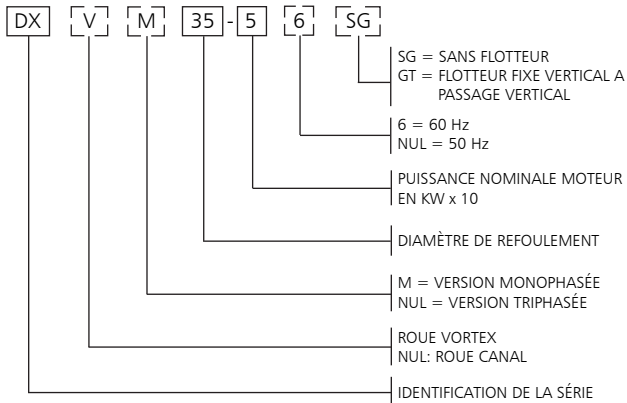 DX V M 35 - 5 6 SG
SG = SANS FLOTTEUR
GT = FLOTTEUR FIXE VERTICAL A
PASSAGE VERTICAL
6 = 60 Hz
NUL = 50 Hz
PUISSANCE NOMINALE MOTEUR
EN KW x 10
DIAMÈTRE DE REFOULEMENT
M = VERSION MONOPHASÉE
NUL = VERSION TRIPHASÉE
ROUE VORTEX
NUL: ROUE CANAL
IDENTIFICATION DE LA SÉRIE